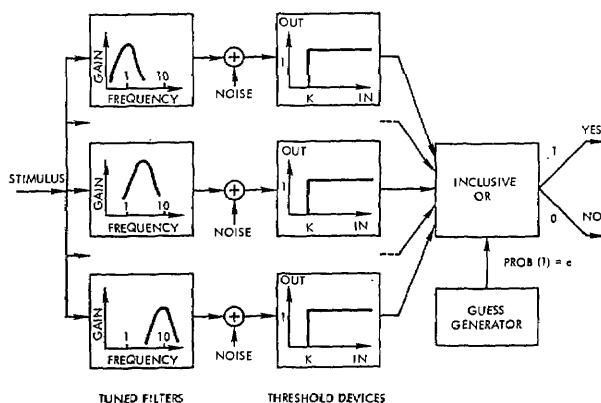 STIMULUS
GAIN
1 10
FREQUENCY
NOISE
OUT
1
K IN
GAIN
1 10
FREQUENCY
NOISE
OUT
1
K IN
GAIN
1 10
FREQUENCY
NOISE
OUT
1
K IN
INCLUSIVE
OR
1
YES
0
NO
PROB (1) = e
GUESS
GENERATOR
TUNED FILTERS
THRESHOLD DEVICES